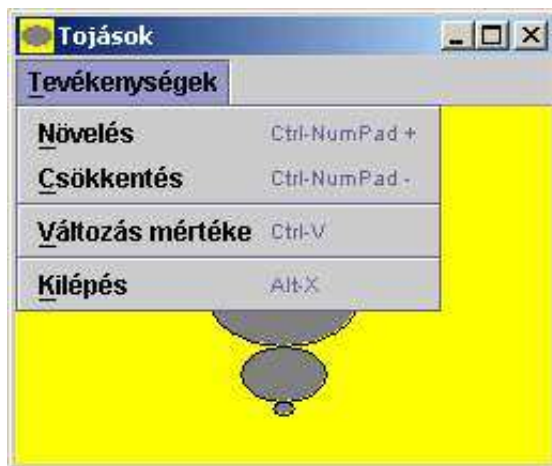 Tojások
Tevékenységek
Növelés Ctrl-NumPad +
Csökkentés Ctrl-NumPad -
Változás mértéke Ctrl-V
Kilépés Alt-X